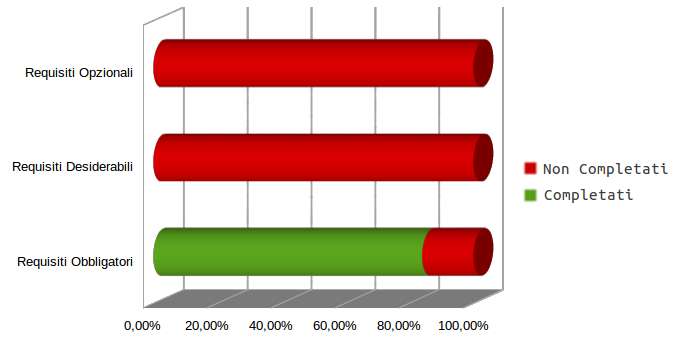 Requisiti Opzionali
Requisiti Desiderabili
Requisiti Obbligatori
0,00% 20,00% 40,00% 60,00% 80,00% 100,00%
Non Completati
Completati